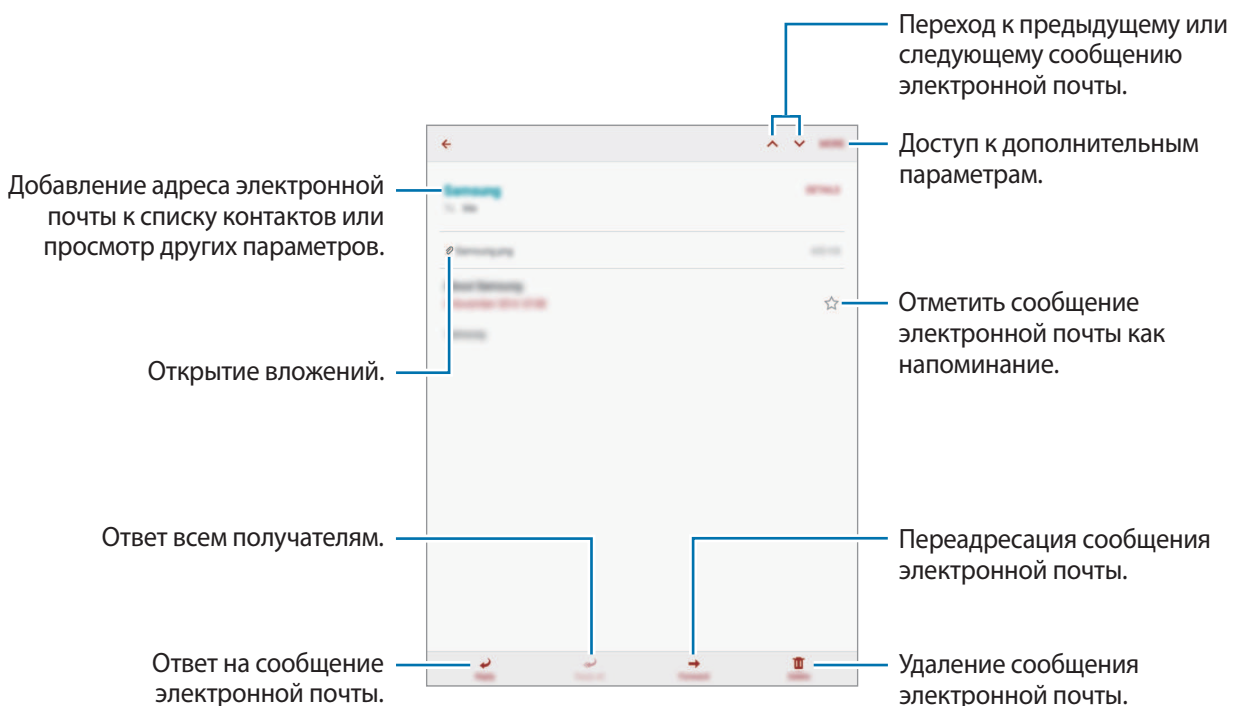 Переход к предыдущему или
следующему сообщению
электронной почты.
Доступ к дополнительным
параметрам.
Добавление адреса электронной
почты к списку контактов или
просмотр других параметров.
Samsung
DETAILS
Отметить сообщение
электронной почты как
напоминание.
Открытие вложений.
Ответ всем получателям.
Переадресация сообщения
электронной почты.
Ответ на сообщение
электронной почты.
Удаление сообщения
электронной почты.